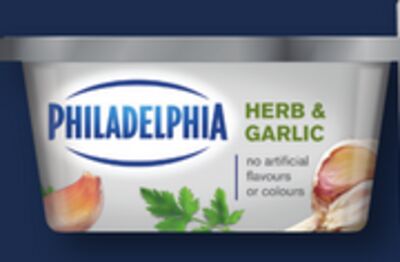 PHILADELPHIA
HERB &
GARLIC
no artificial
flavours
or colours